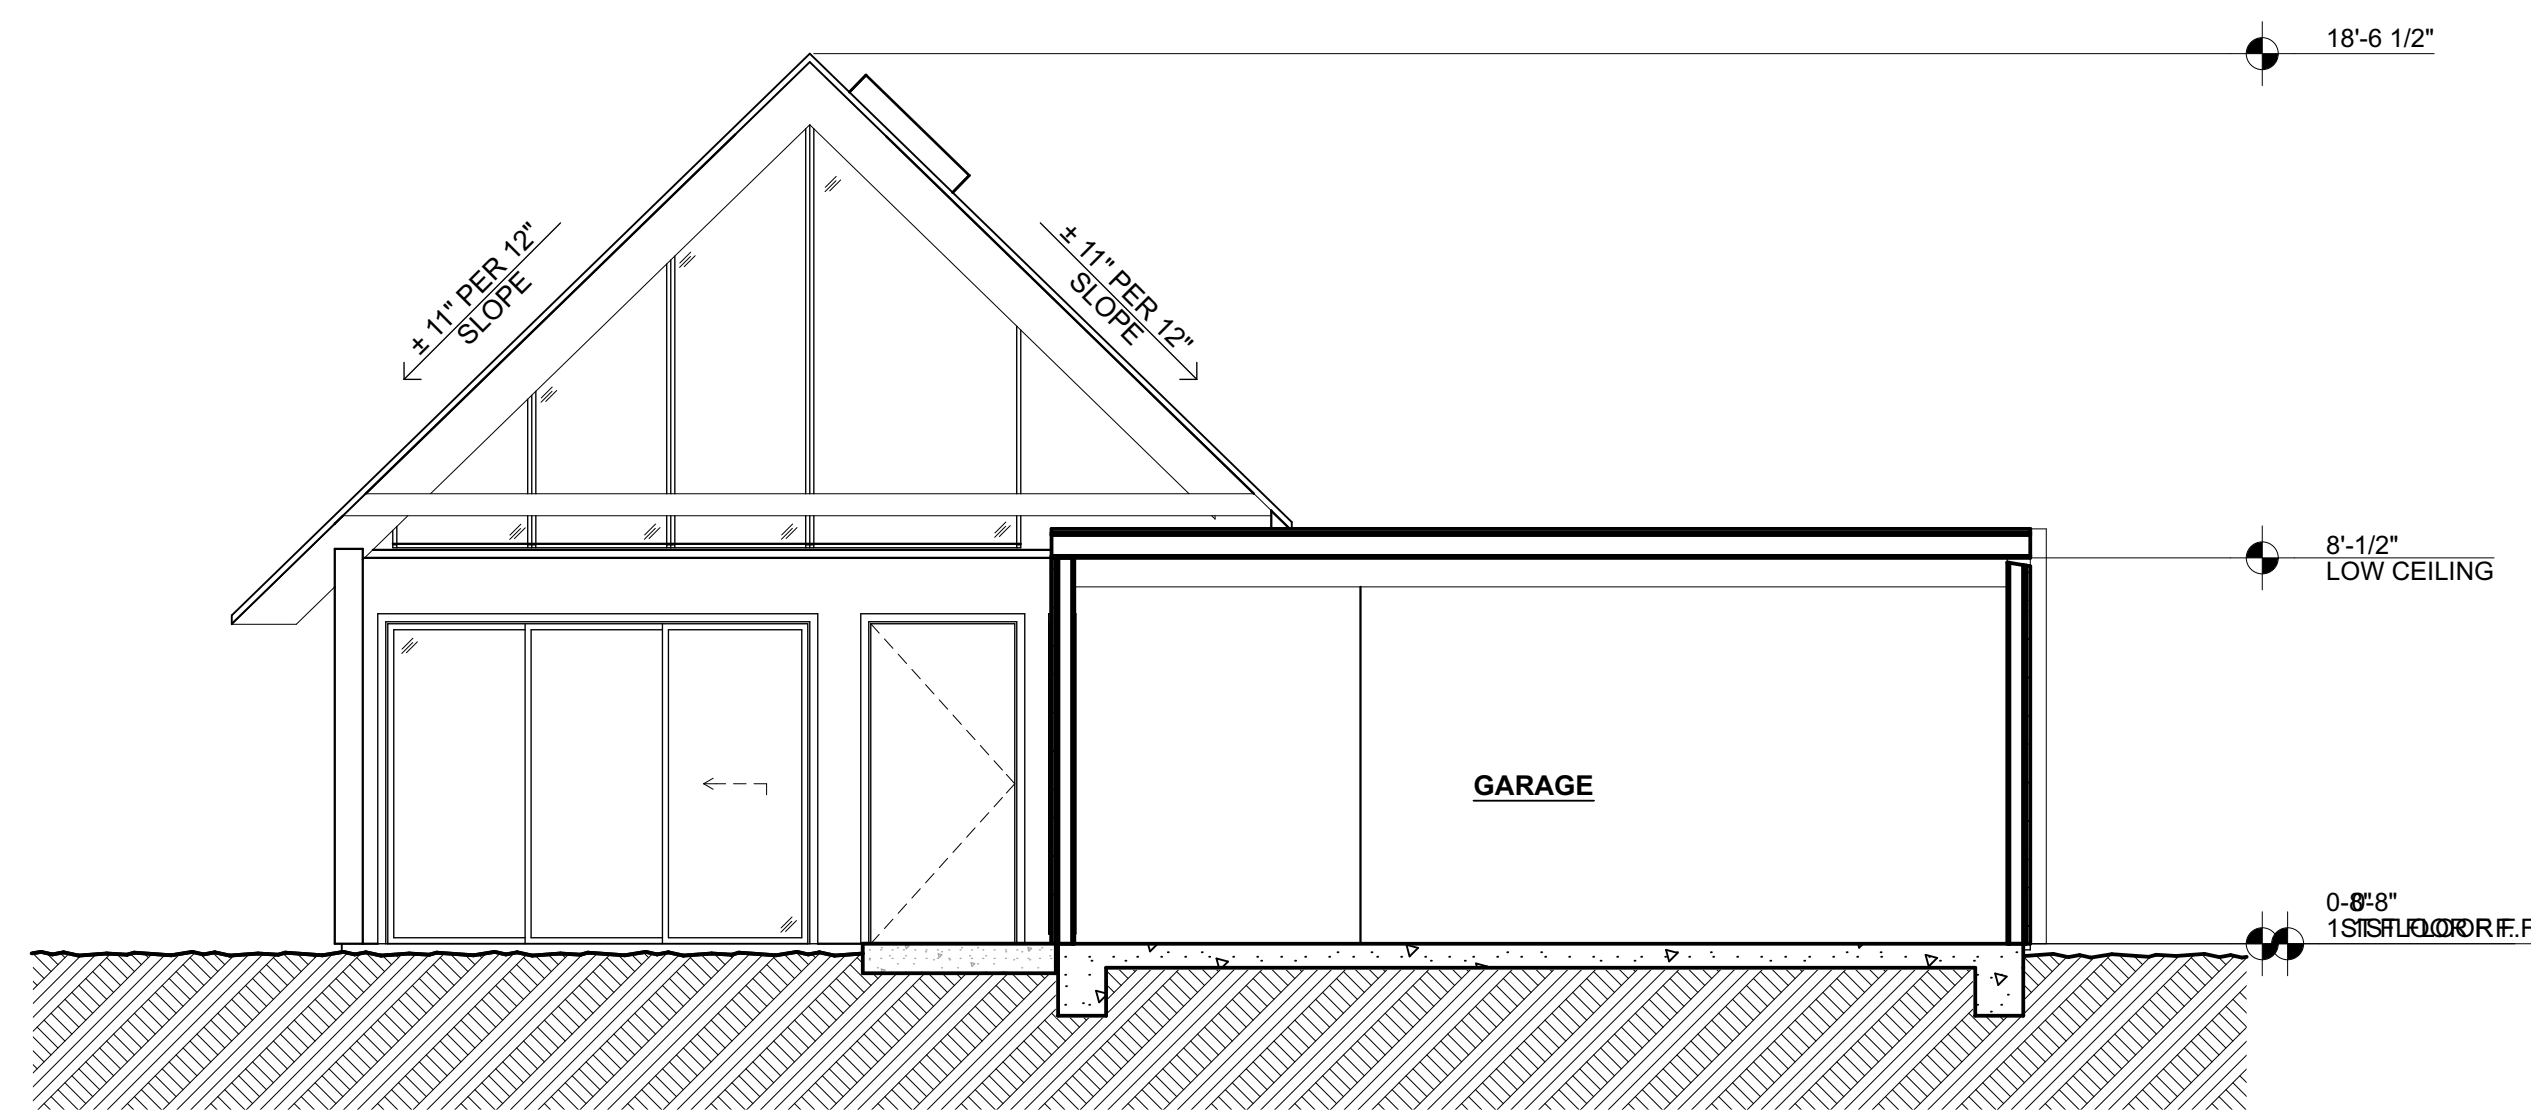 18'-6 1/2"
± 11" PER 12"
SLOPE
± 11" PER 12"
SLOPE
8'-1/2"
LOW CEILING
GARAGE